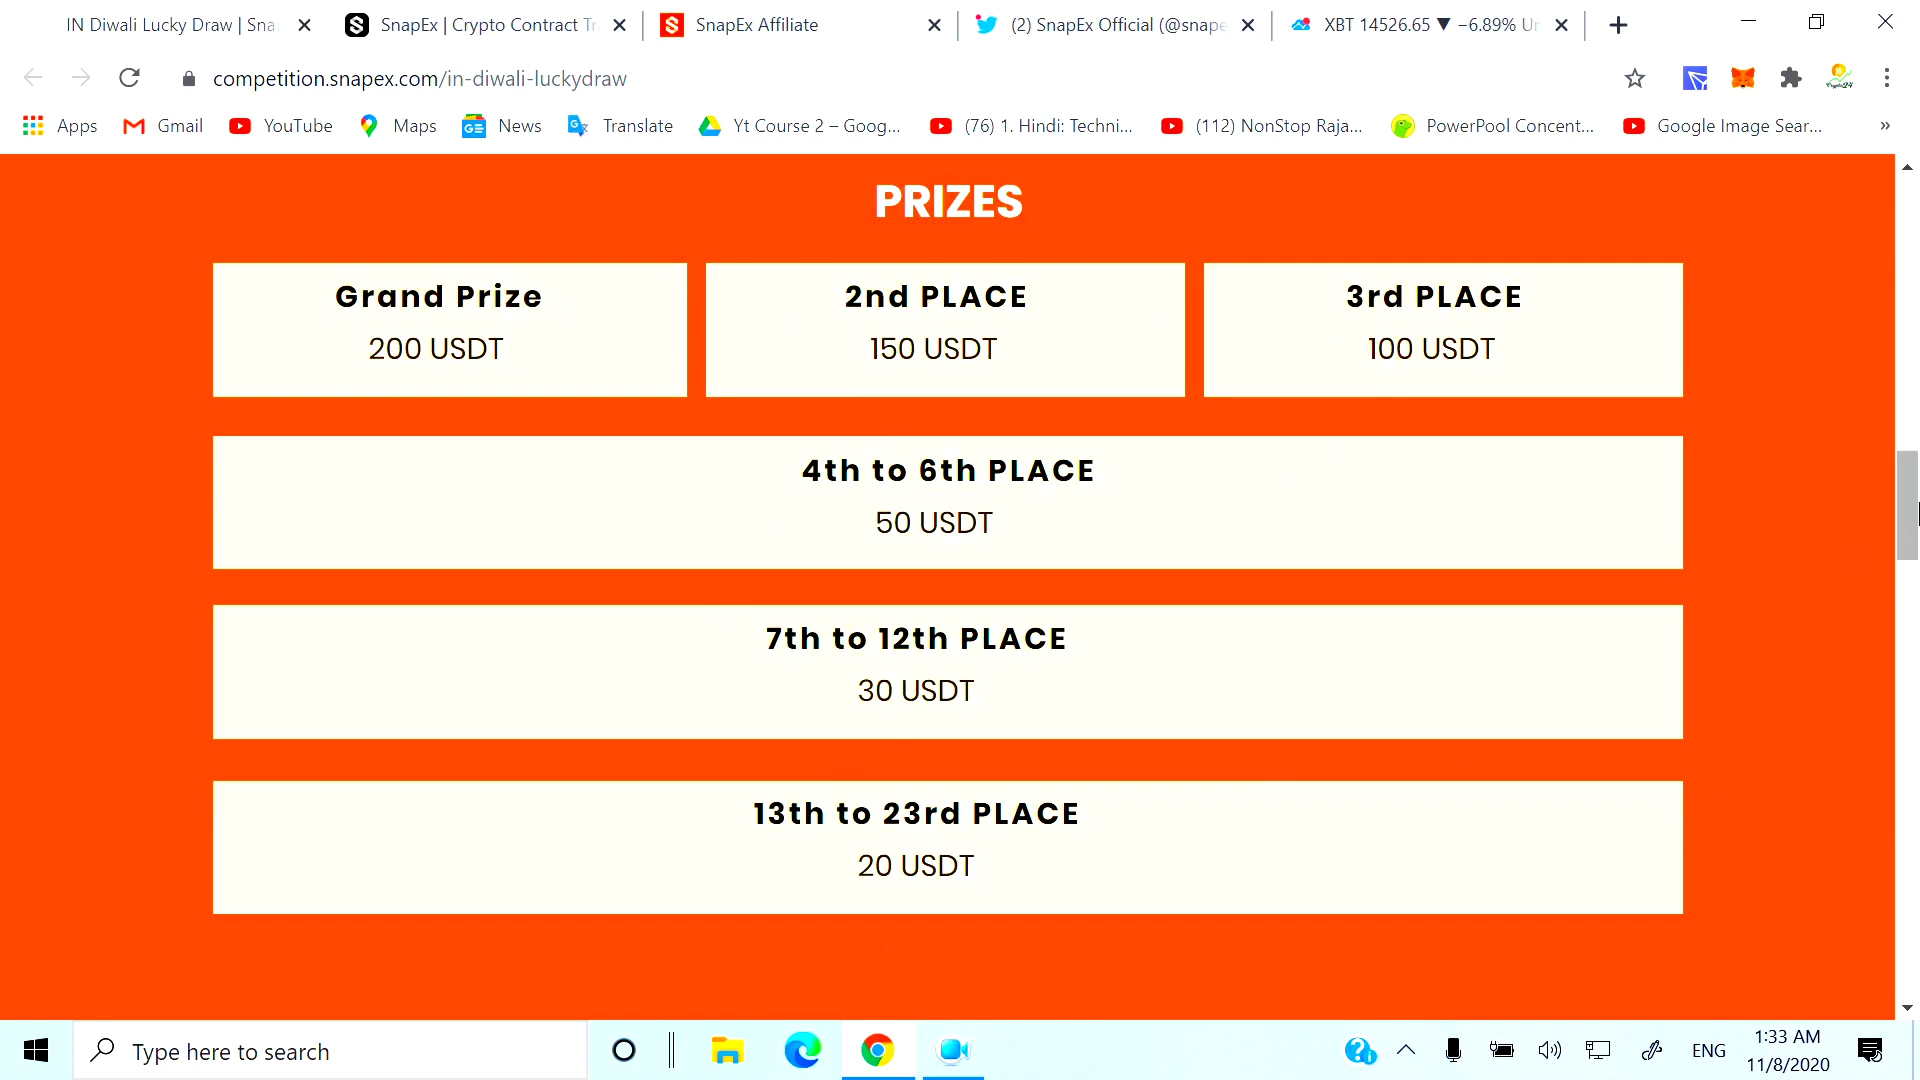 IN Diwali Lucky Draw | Sna
SnapEx | Crypto Contract Tr
SnapEx Affiliate
(2) SnapEx Official (@snape
XBT 14526.65 ▼ −6.89% Un
competition.snapex.com/in-diwali-luckydraw
Apps
Gmail
YouTube
Maps
News
Translate
Yt Course 2 – Goog...
(76) 1. Hindi: Techni...
(112) NonStop Raja...
PowerPool Concent...
Google Image Sear...
»
PRIZES
Grand Prize
200 USDT
2nd PLACE
150 USDT
3rd PLACE
100 USDT
4th to 6th PLACE
50 USDT
7th to 12th PLACE
30 USDT
13th to 23rd PLACE
20 USDT
Type here to search
ENG
1:33 AM
11/8/2020